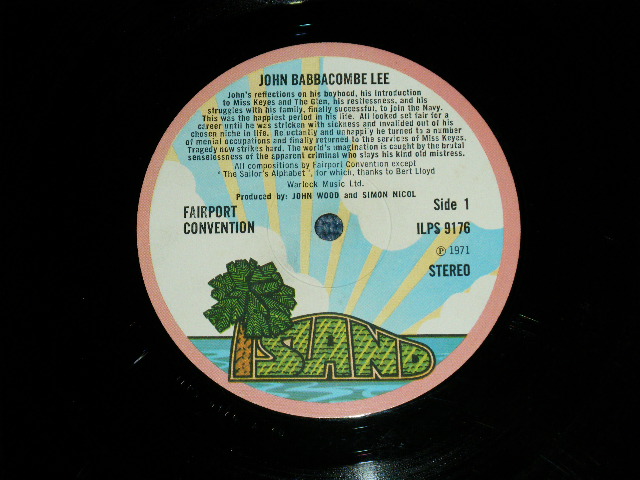 JOHN BABBACOMBE LEE
John's reflections on his boyhood, his introduction
to Miss Keyes and The Glen, his restlessness, and his
struggles with his family, finally successful, to join the Navy.
This was the happiest period in his life. All looked set fair for a
career until he was stricken with sickness and invalided out of his
chosen niche in life. Reluctantly and unhappily he turned to a number
of menial occupations and finally returned to the services of Miss Keyes.
Tragedy now strikes hard. The world's imagination is caught by the brutal
senselessness of the apparent criminal who slays his kind old mistress.
All compositions by Fairport Convention except
"The Sailor's Alphabet", for which, thanks to Bert Lloyd
Warlock Music Ltd.
Produced by: JOHN WOOD and SIMON NICOL
FAIRPORT
CONVENTION
Side 1
ILPS 9176
℗ 1971
STEREO
ISLAND